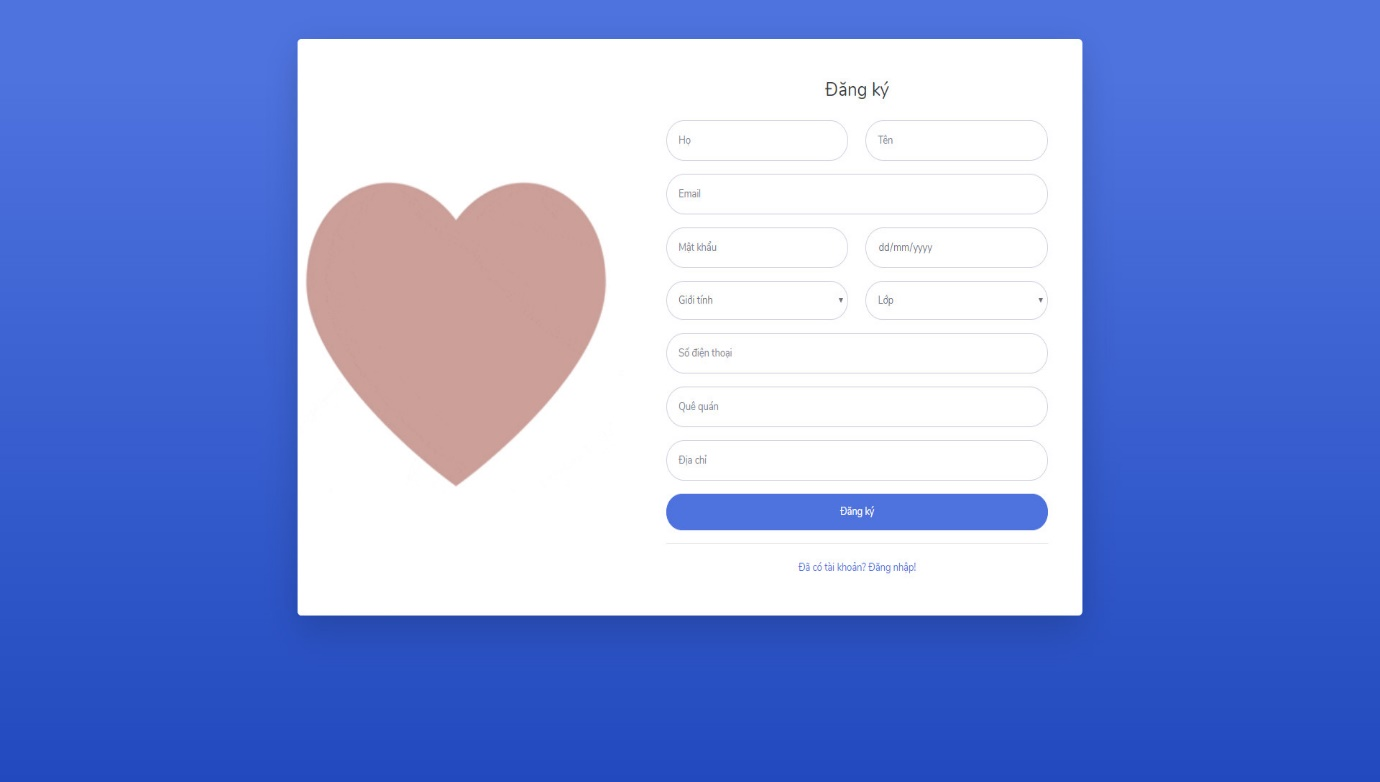 Đăng ký
Họ
Tên
Email
Mật khẩu
dd/mm/yyyy
Giới tính
Lớp
Số điện thoại
Quê quán
Địa chỉ
Đăng ký
Đã có tài khoản? Đăng nhập!